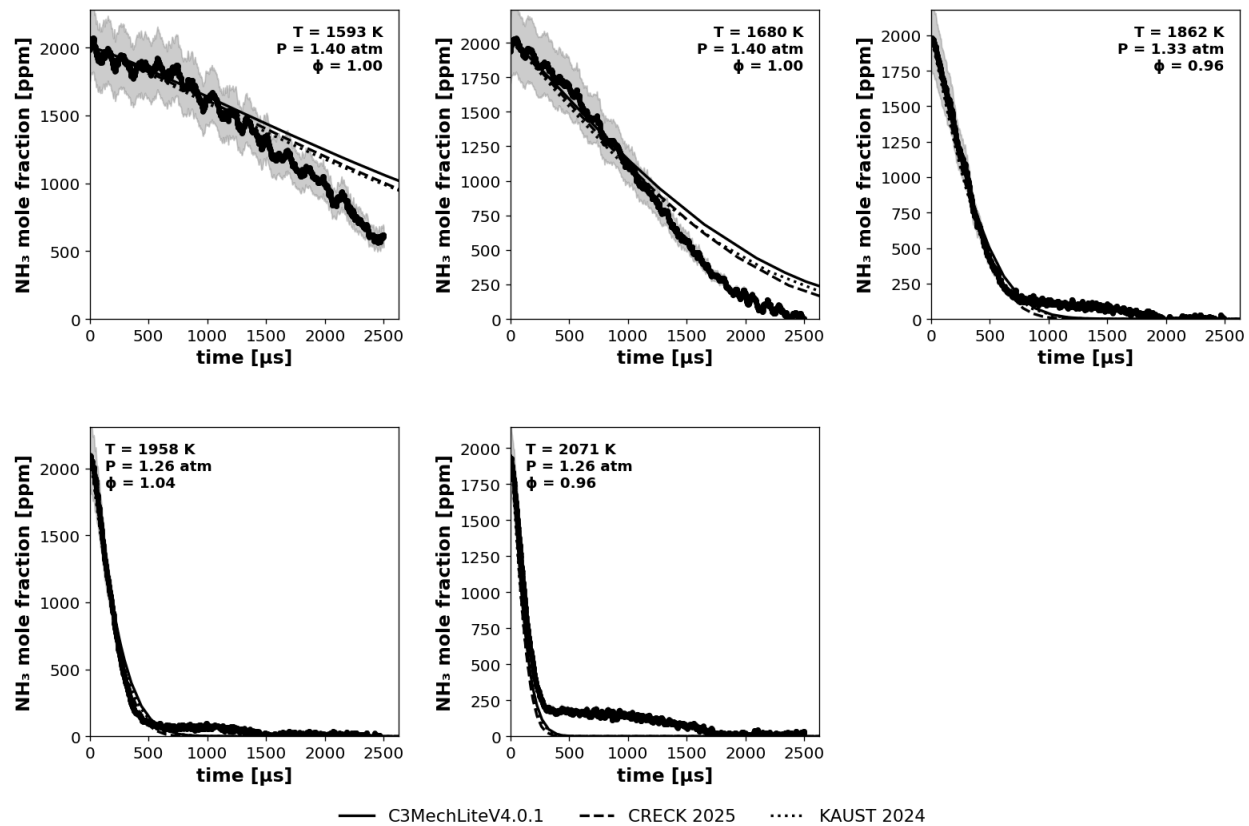 T = 1593 K
P = 1.40 atm
ϕ = 1.00
NH₃ mole fraction [ppm]
2000
1500
1000
500
0
0 500 1000 1500 2000 2500
time [µs]
T = 1680 K
P = 1.40 atm
ϕ = 1.00
NH₃ mole fraction [ppm]
2000
1750
1500
1250
1000
750
500
250
0
0 500 1000 1500 2000 2500
time [µs]
T = 1862 K
P = 1.33 atm
ϕ = 0.96
NH₃ mole fraction [ppm]
2000
1750
1500
1250
1000
750
500
250
0
0 500 1000 1500 2000 2500
time [µs]
T = 1958 K
P = 1.26 atm
ϕ = 1.04
NH₃ mole fraction [ppm]
2000
1500
1000
500
0
0 500 1000 1500 2000 2500
time [µs]
T = 2071 K
P = 1.26 atm
ϕ = 0.96
NH₃ mole fraction [ppm]
2000
1750
1500
1250
1000
750
500
250
0
0 500 1000 1500 2000 2500
time [µs]
C3MechLiteV4.0.1 CRECK 2025 KAUST 2024